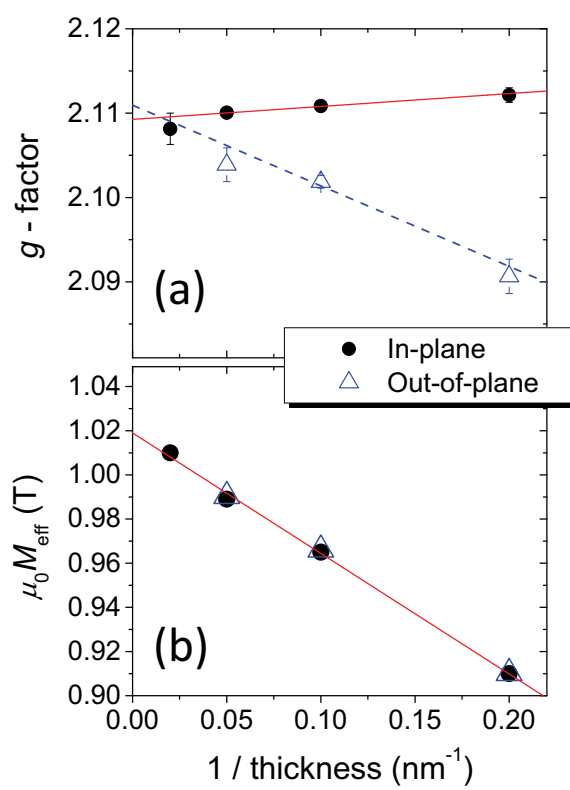 2.12
2.11
2.10
2.09
g - factor
(a)
In-plane
Out-of-plane
1.04
1.02
1.00
0.98
0.96
0.94
0.92
0.90
μ₀M_eff (T)
(b)
0.00 0.05 0.10 0.15 0.20
1 / thickness (nm⁻¹)